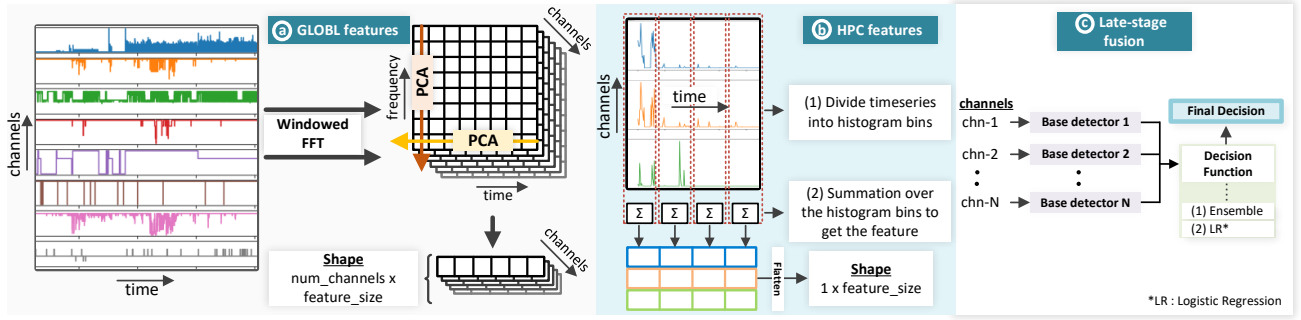 channels
time
a GLOBL features
Windowed
FFT
frequency
PCA
PCA
time
channels
Shape
num_channels x
feature_size
channels
b HPC features
channels
time
Σ Σ Σ Σ
(1) Divide timeseries
into histogram bins
(2) Summation over
the histogram bins to
get the feature
Flatten
Shape
1 x feature_size
c Late-stage
fusion
channels
chn-1
Base detector 1
chn-2
Base detector 2
chn-N
Base detector N
Final Decision
Decision
Function
(1) Ensemble
(2) LR*
*LR : Logistic Regression